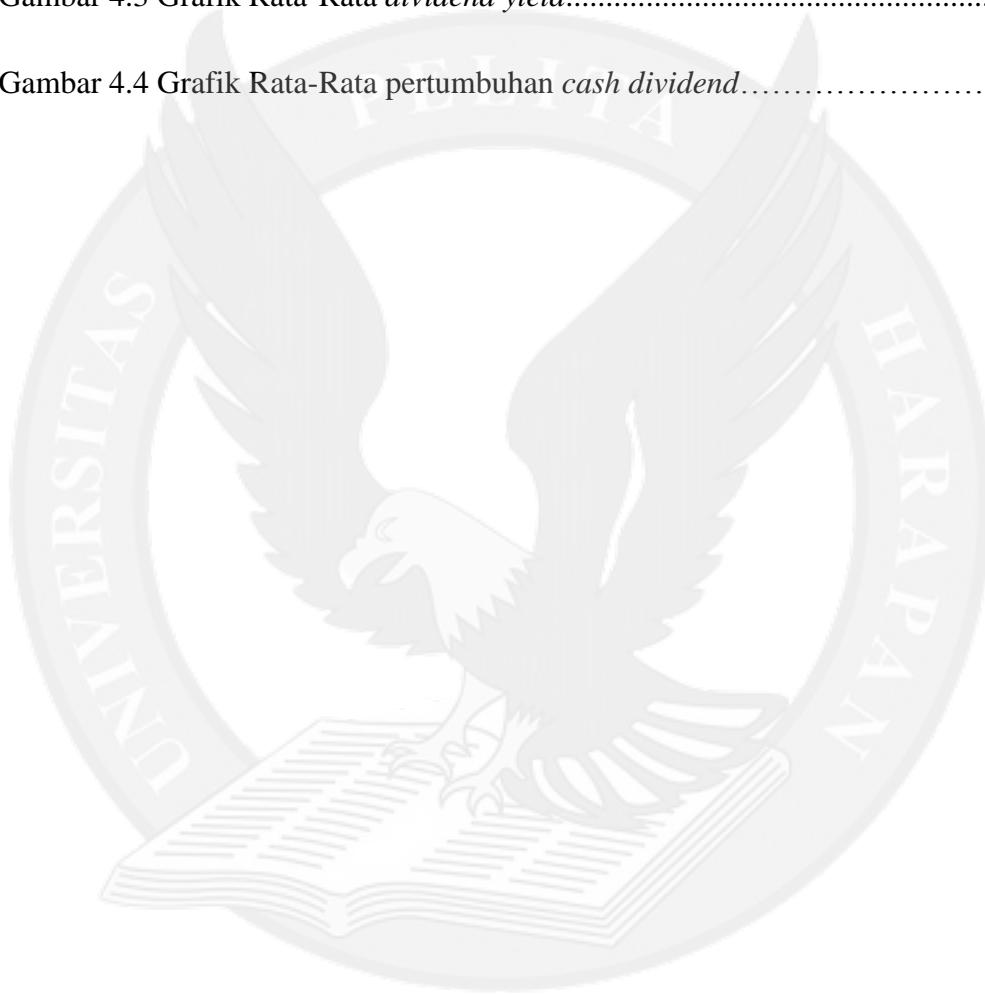 Gambar 4.3 Grafik Rata-Rata dividend yield........................................................
Gambar 4.4 Grafik Rata-Rata pertumbuhan cash dividend……………………
UNIVERSITAS PELITA HARAPAN